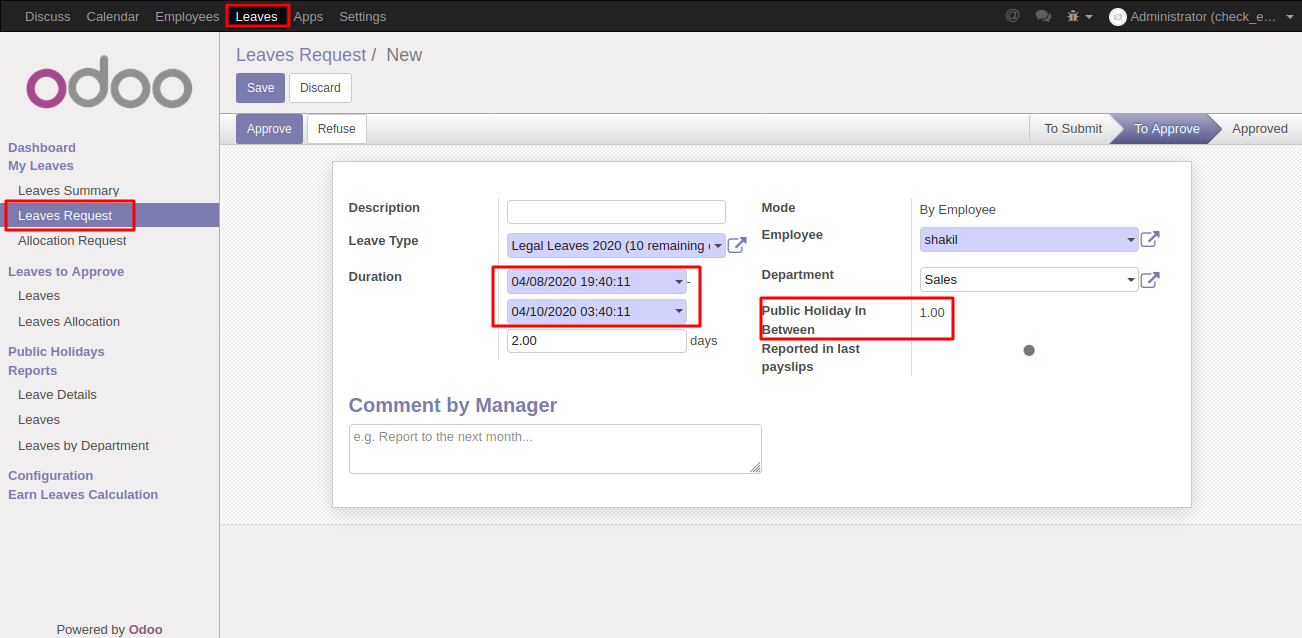 Discuss Calendar Employees Leaves Apps Settings @ Administrator (check_e...
odoo
Dashboard
My Leaves
Leaves Summary
Leaves Request
Allocation Request
Leaves to Approve
Leaves
Leaves Allocation
Public Holidays
Reports
Leave Details
Leaves
Leaves by Department
Configuration
Earn Leaves Calculation
Powered by Odoo
Leaves Request / New
Save Discard
Approve Refuse To Submit To Approve Approved
Description
Leave Type Legal Leaves 2020 (10 remaining
Duration 04/08/2020 19:40:11 -
04/10/2020 03:40:11
2.00 days
Mode By Employee
Employee shakil
Department Sales
Public Holiday In 1.00
Between
Reported in last
payslips
Comment by Manager
e.g. Report to the next month...